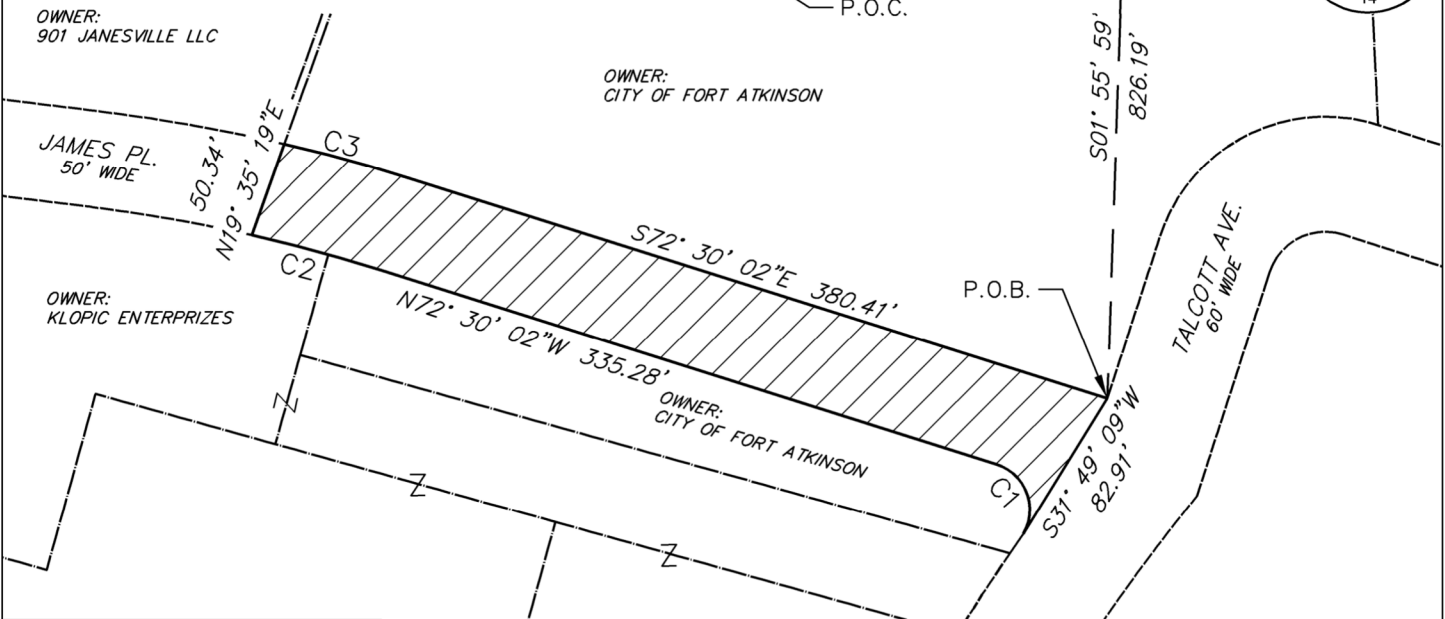 OWNER:
901 JANESVILLE LLC
P.O.C.
OWNER:
CITY OF FORT ATKINSON
S01° 55' 59'
826.19'
JAMES PL.
50' WIDE
50.34'
N19° 35' 19"E
C3
C2
S72° 30' 02"E 380.41'
N72° 30' 02"W 335.28'
P.O.B.
TALCOTT AVE.
60' WIDE
OWNER:
KLOPIC ENTERPRIZES
OWNER:
CITY OF FORT ATKINSON
C1
S31° 49' 09"W
82.91'
Z
Z
Z